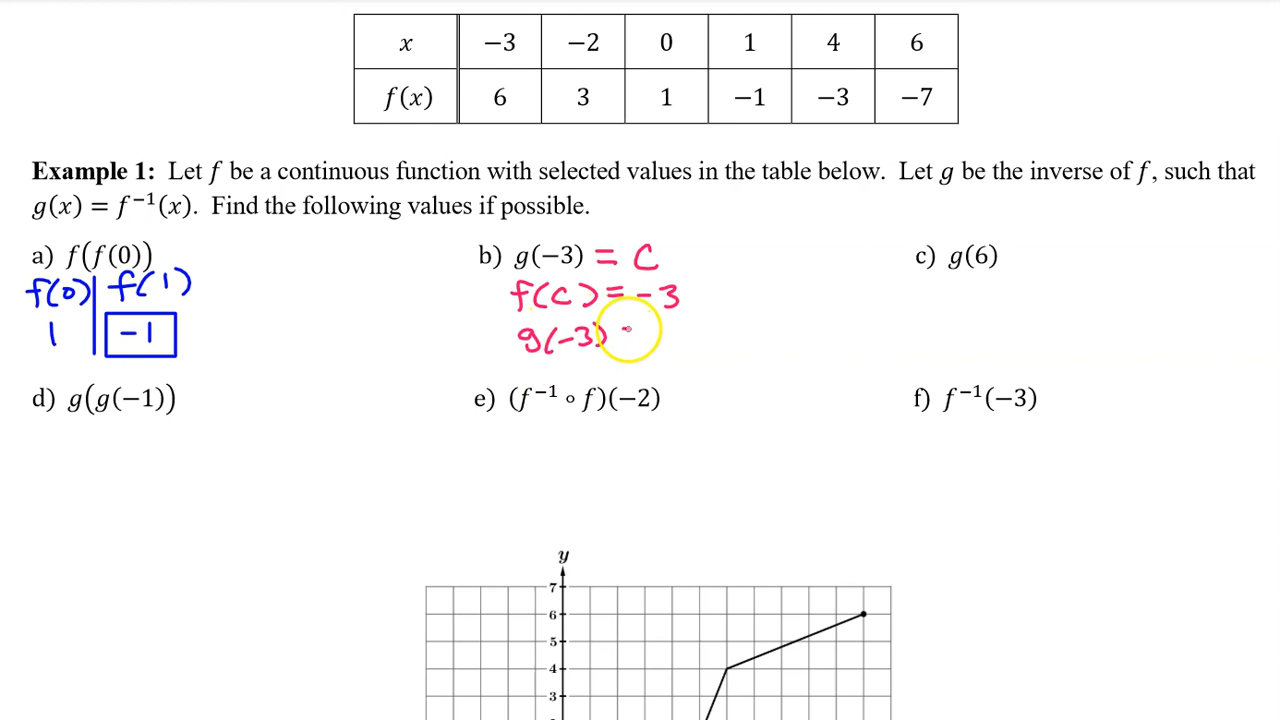 x −3 −2 0 1 4 6
f(x) 6 3 1 −1 −3 −7
Example 1: Let f be a continuous function with selected values in the table below. Let g be the inverse of f, such that
g(x) = f⁻¹(x). Find the following values if possible.
a) f(f(0)) b) g(−3) = C c) g(6)
f(0) | f(1) f(C) = −3
1 | −1 g(−3)
d) g(g(−1)) e) (f⁻¹ ∘ f)(−2) f) f⁻¹(−3)
y
7
6
5
4
3